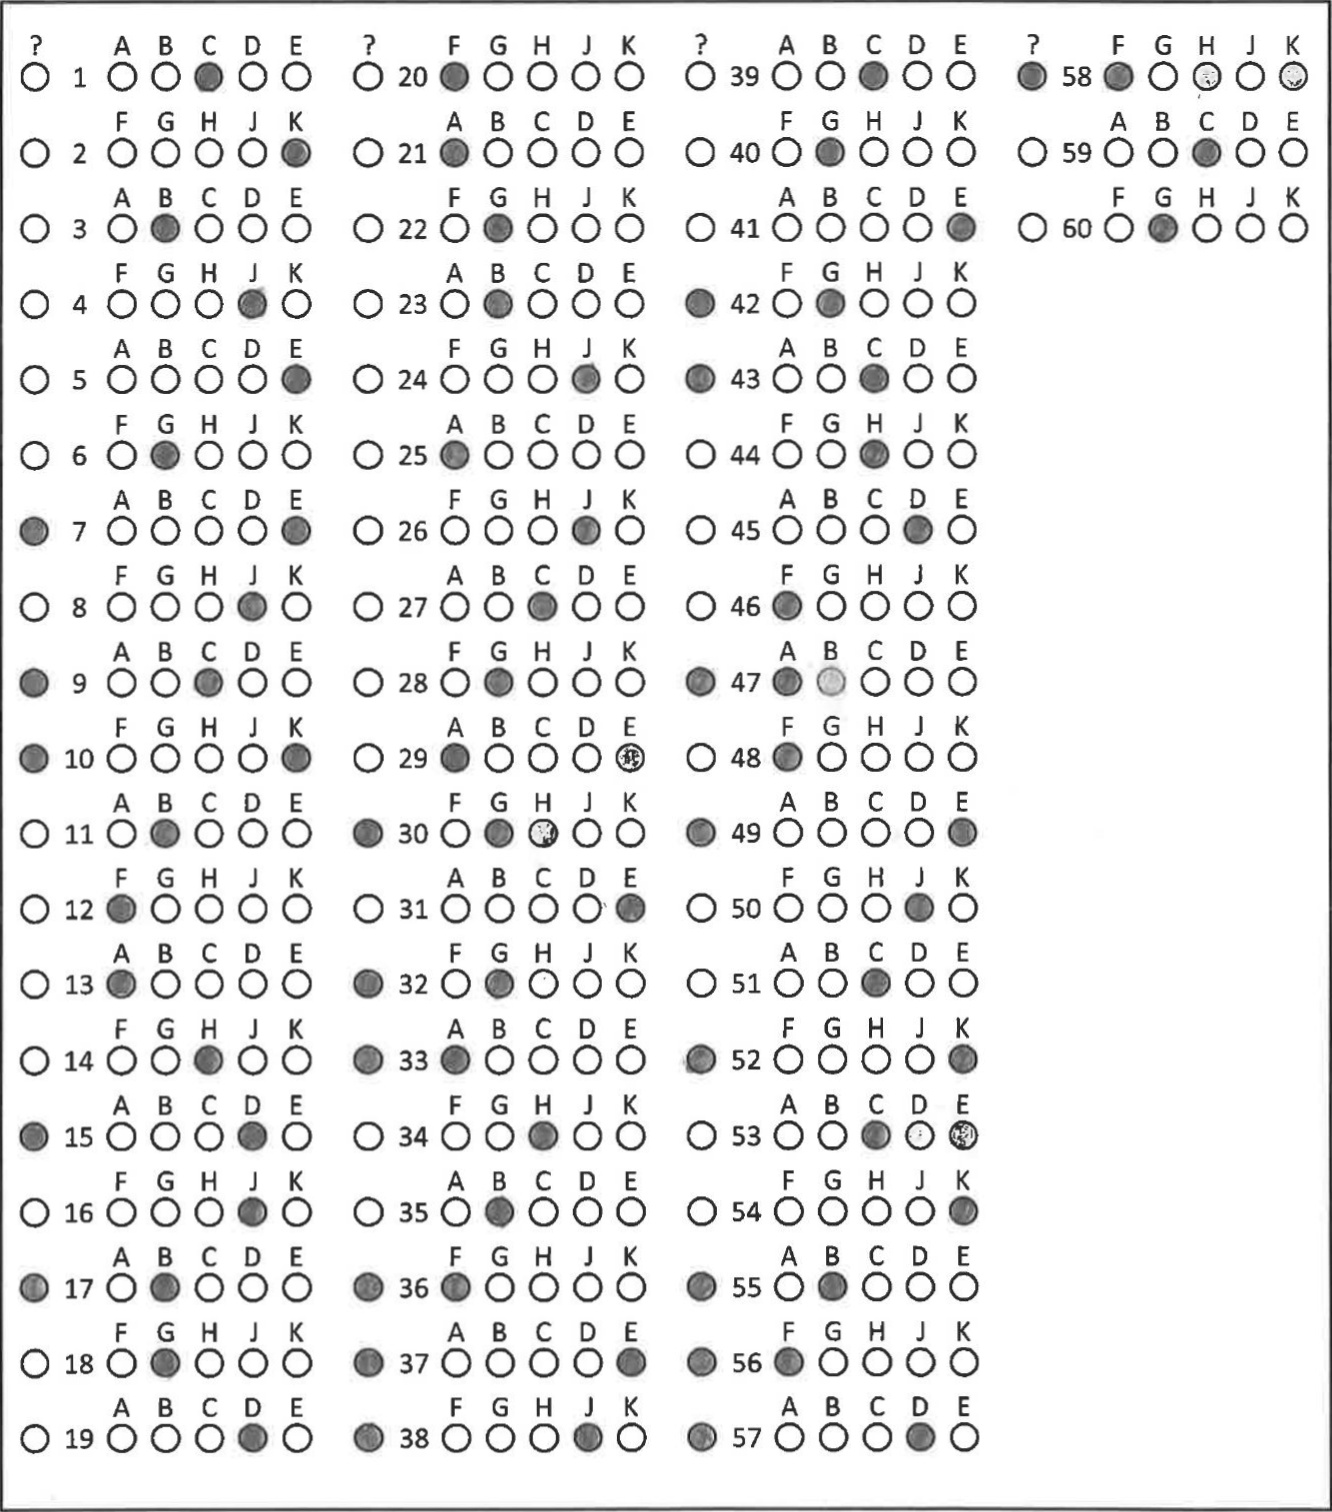 ? A B C D E
1
F G H J K
2
A B C D E
3
F G H J K
4
A B C D E
5
F G H J K
6
A B C D E
7
F G H J K
8
A B C D E
9
F G H J K
10
A B C D E
11
F G H J K
12
A B C D E
13
F G H J K
14
A B C D E
15
F G H J K
16
A B C D E
17
F G H J K
18
A B C D E
19
? F G H J K
20
A B C D E
21
F G H J K
22
A B C D E
23
F G H J K
24
A B C D E
25
F G H J K
26
A B C D E
27
F G H J K
28
A B C D E
29
F G H J K
30
A B C D E
31
F G H J K
32
A B C D E
33
F G H J K
34
A B C D E
35
F G H J K
36
A B C D E
37
F G H J K
38
? A B C D E
39
F G H J K
40
A B C D E
41
F G H J K
42
A B C D E
43
F G H J K
44
A B C D E
45
F G H J K
46
A B C D E
47
F G H J K
48
A B C D E
49
F G H J K
50
A B C D E
51
F G H J K
52
A B C D E
53
F G H J K
54
A B C D E
55
F G H J K
56
A B C D E
57
? F G H J K
58
A B C D E
59
F G H J K
60